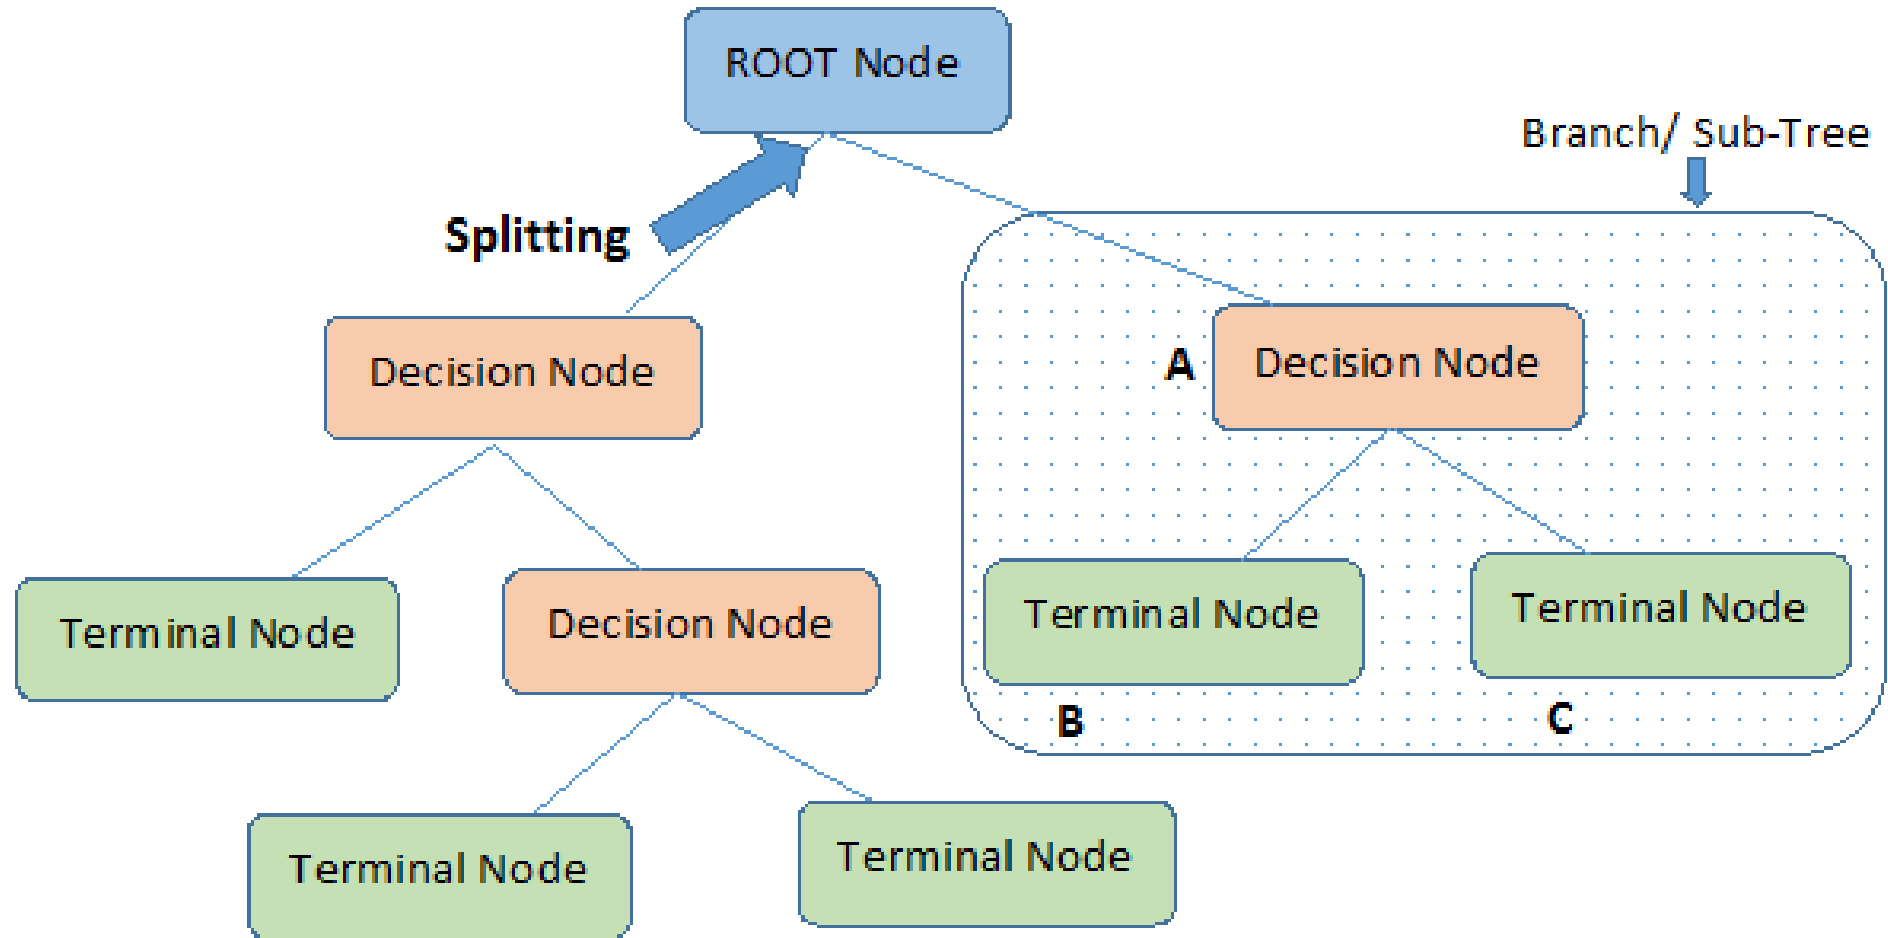 ROOT Node
Branch/ Sub-Tree
Splitting
Decision Node
A
Decision Node
Terminal Node
Decision Node
Terminal Node
Terminal Node
B
C
Terminal Node
Terminal Node